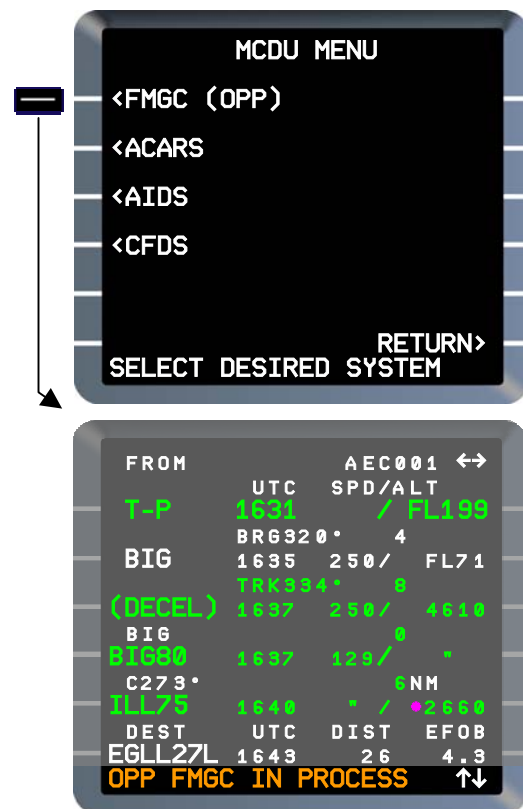 MCDU MENU
<FMGC (OPP)
<ACARS
<AIDS
<CFDS
RETURN>
SELECT DESIRED SYSTEM
FROM AEC001 ←→
UTC SPD/ALT
T-P 1631 / FL199
BRG320° 4
BIG 1635 250/ FL71
TRK334° 8
(DECEL) 1637 250/ 4610
BIG 0
BIG80 1637 129/ "
C273° 6NM
ILL75 1640 " / *2660
DEST UTC DIST EFOB
EGLL27L 1643 26 4.3
OPP FMGC IN PROCESS ↑↓